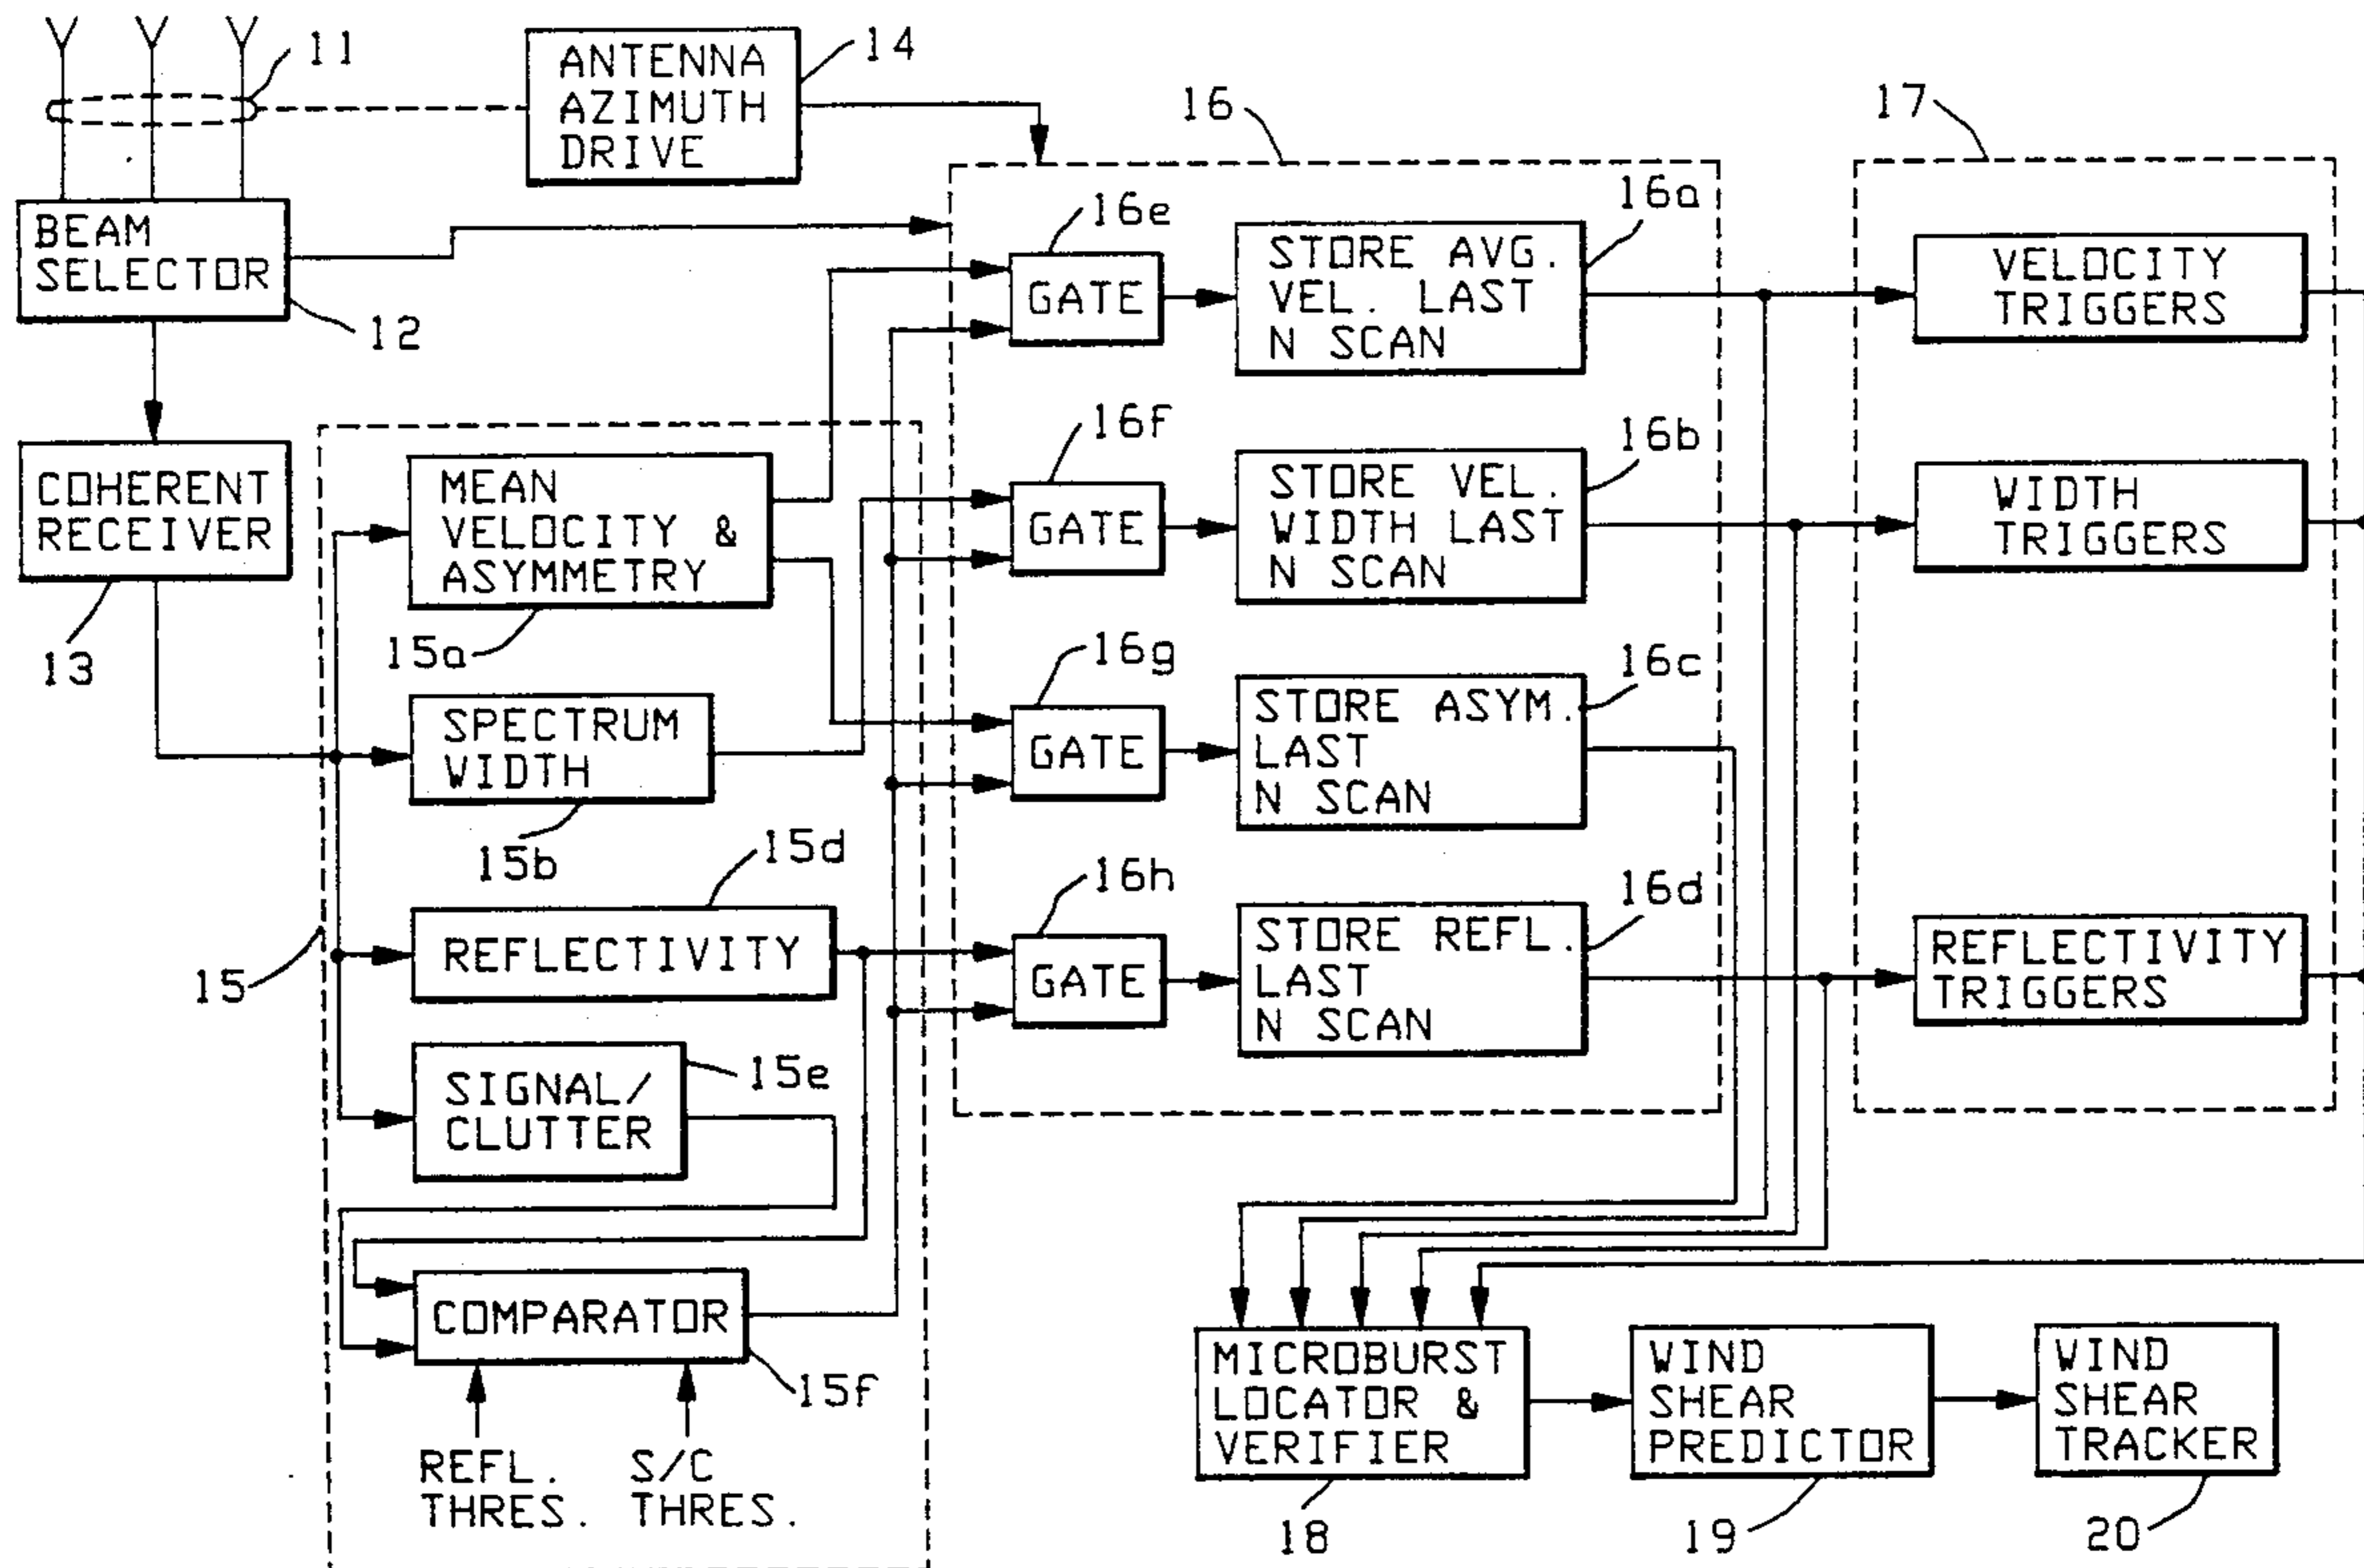 11
ANTENNA
AZIMUTH
DRIVE
14
BEAM
SELECTOR
12
COHERENT
RECEIVER
13
15
MEAN
VELOCITY &
ASYMMETRY
15a
SPECTRUM
WIDTH
15b
REFLECTIVITY
15d
SIGNAL/
CLUTTER
15e
COMPARATOR
15f
REFL.
THRES.
S/C
THRES.
16
16e
GATE
STORE AVG.
VEL. LAST
N SCAN
16a
16f
GATE
STORE VEL.
WIDTH LAST
N SCAN
16b
16g
GATE
STORE ASYM.
LAST
N SCAN
16c
16h
GATE
STORE REFL.
LAST
N SCAN
16d
17
VELOCITY
TRIGGERS
WIDTH
TRIGGERS
REFLECTIVITY
TRIGGERS
MICROBURST
LOCATOR &
VERIFIER
18
WIND
SHEAR
PREDICTOR
19
WIND
SHEAR
TRACKER
20